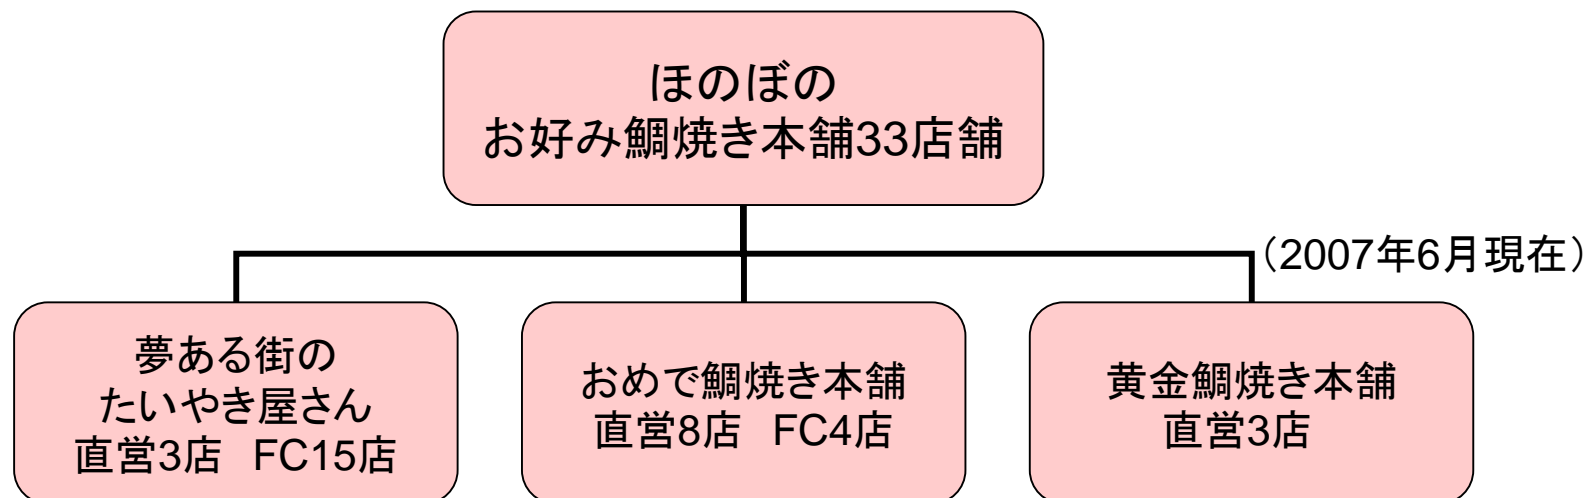 ほのぼの
お好み鯛焼き本舗33店舗
（2007年6月現在）
夢ある街の
たいやき屋さん
直営3店　FC15店
おめで鯛焼き本舗
直営8店　FC4店
黄金鯛焼き本舗
直営3店